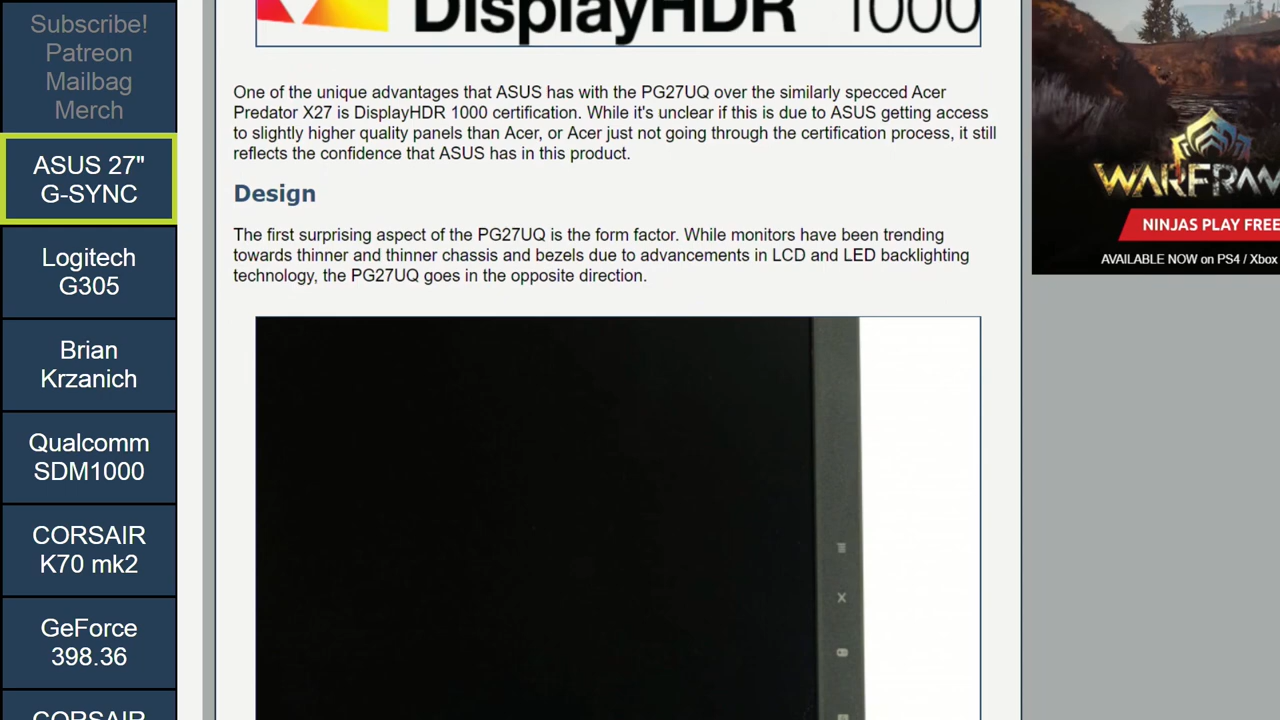 Subscribe!
Patreon
Mailbag
Merch
ASUS 27"
G-SYNC
Logitech
G305
Brian
Krzanich
Qualcomm
SDM1000
CORSAIR
K70 mk2
GeForce
398.36
CORSAIR
DisplayHDR 1000
One of the unique advantages that ASUS has with the PG27UQ over the similarly specced Acer
Predator X27 is DisplayHDR 1000 certification. While it's unclear if this is due to ASUS getting access
to slightly higher quality panels than Acer, or Acer just not going through the certification process, it still
reflects the confidence that ASUS has in this product.
Design
The first surprising aspect of the PG27UQ is the form factor. While monitors have been trending
towards thinner and thinner chassis and bezels due to advancements in LCD and LED backlighting
technology, the PG27UQ goes in the opposite direction.
WARFRAM
NINJAS PLAY FREE
AVAILABLE NOW on PS4 / Xbox